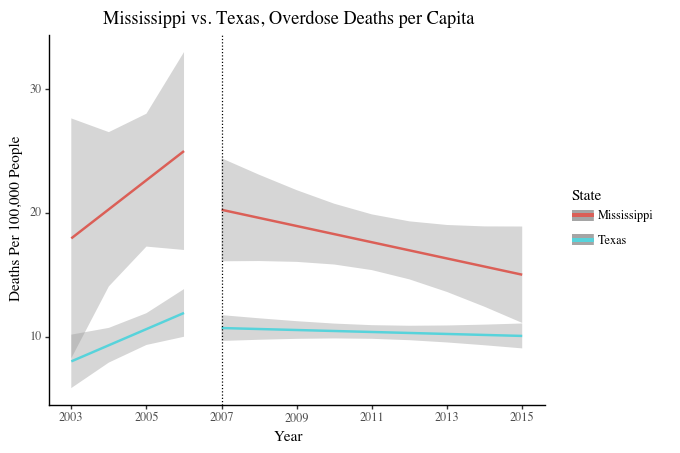 Mississippi vs. Texas, Overdose Deaths per Capita
Deaths Per 100,000 People
30
20
10
2003 2005 2007 2009 2011 2013 2015
Year
State
Mississippi
Texas